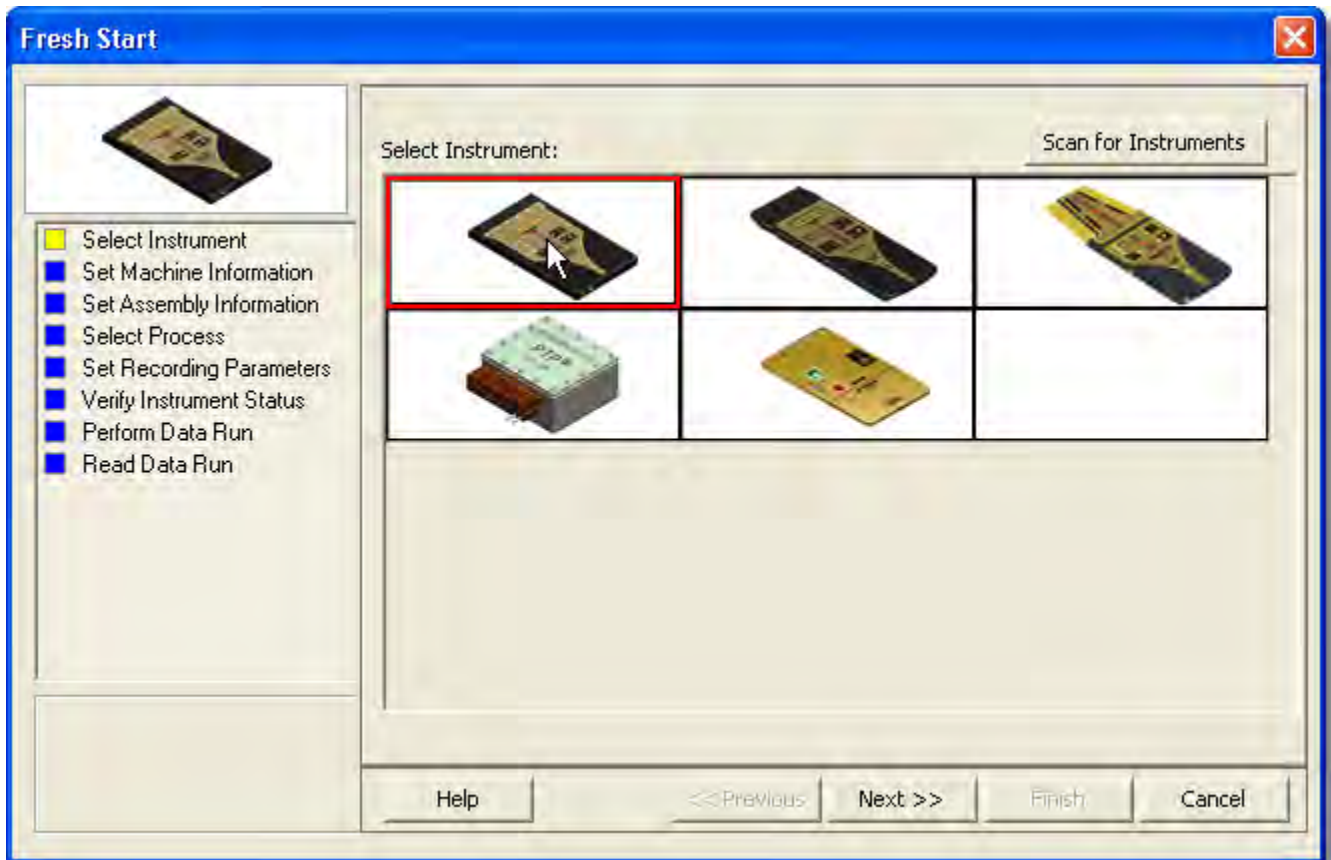 Fresh Start
Select Instrument
Set Machine Information
Set Assembly Information
Select Process
Set Recording Parameters
Verify Instrument Status
Perform Data Run
Read Data Run
Select Instrument:
Scan for Instruments
Help
<<Previous
Next >>
Finish
Cancel